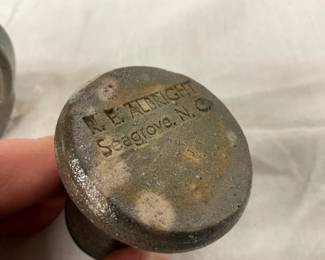 N. E. ALBRIGHT
Seagrove, N. C.